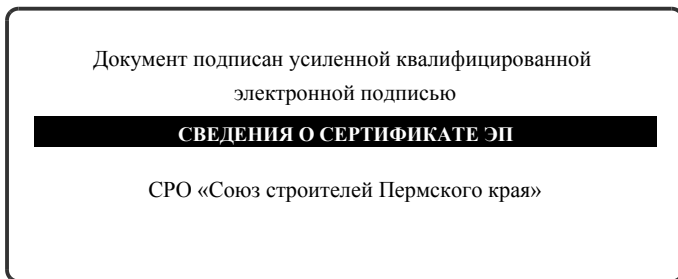 Документ подписан усиленной квалифицированной
электронной подписью
СВЕДЕНИЯ О СЕРТИФИКАТЕ ЭП
СРО «Союз строителей Пермского края»